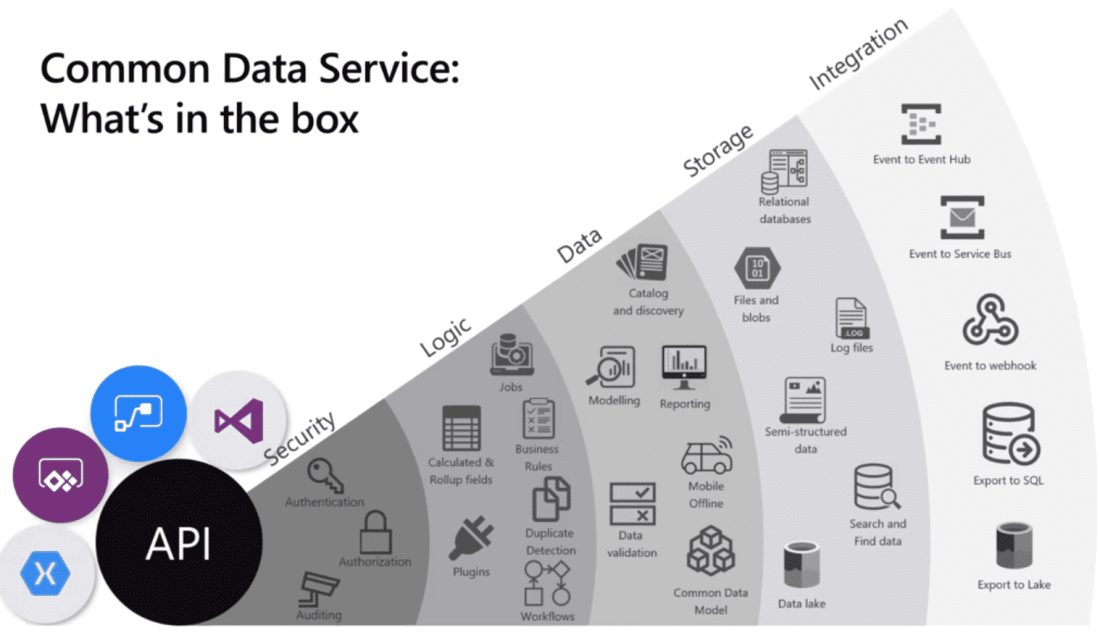 Common Data Service:
What's in the box
API
Security
Authentication
Authorization
Auditing
Logic
Jobs
Calculated &
Rollup fields
Business
Rules
Plugins
Duplicate
Detection
Workflows
Data
Catalog
and discovery
Modelling
Reporting
Mobile
Offline
Data
validation
Common Data
Model
Storage
Relational
databases
10
01
Files and
blobs
.LOG
Log files
Semi-structured
data
Search and
Find data
Data lake
Integration
Event to Event Hub
Event to Service Bus
Event to webhook
Export to SQL
Export to Lake